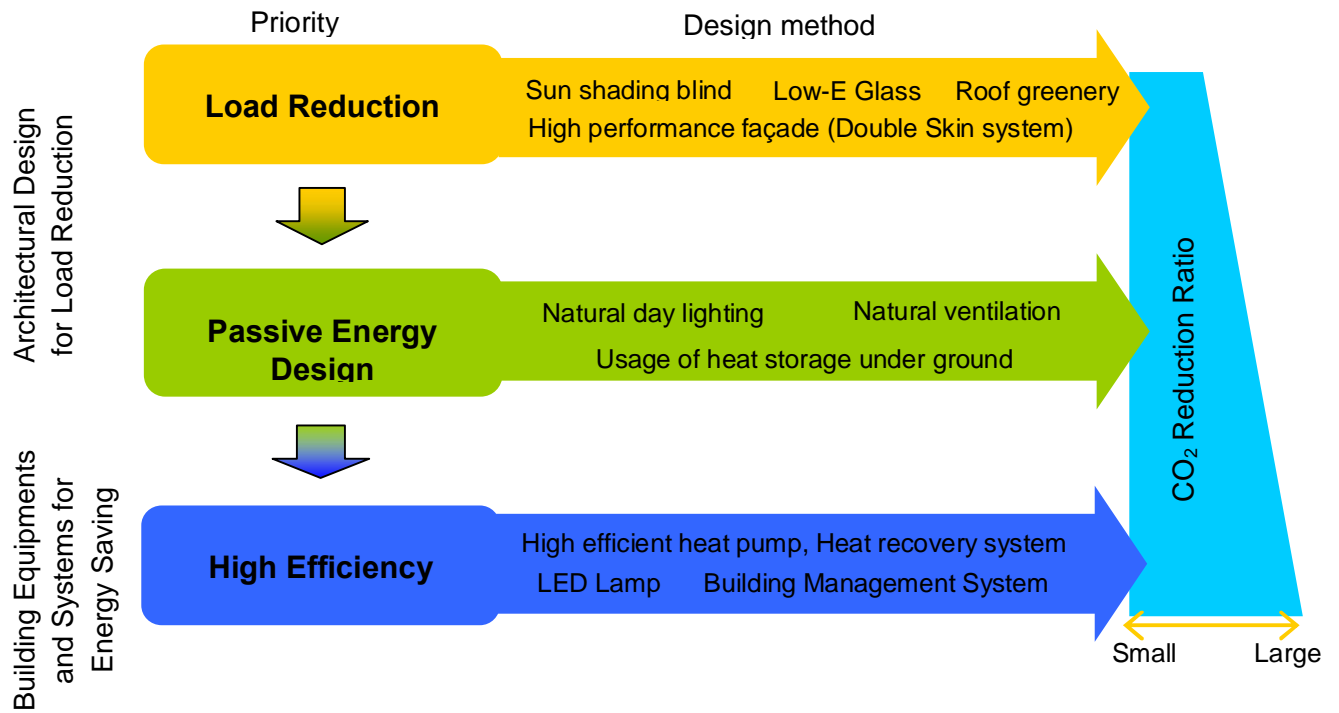 Priority
Design method
Architectural Design
for Load Reduction
Load Reduction
Sun shading blind
Low-E Glass
Roof greenery
High performance façade (Double Skin system)
Passive Energy
Design
Natural day lighting
Natural ventilation
Usage of heat storage under ground
Building Equipments
and Systems for
Energy Saving
High Efficiency
High efficient heat pump, Heat recovery system
LED Lamp
Building Management System
CO₂ Reduction Ratio
Small
Large